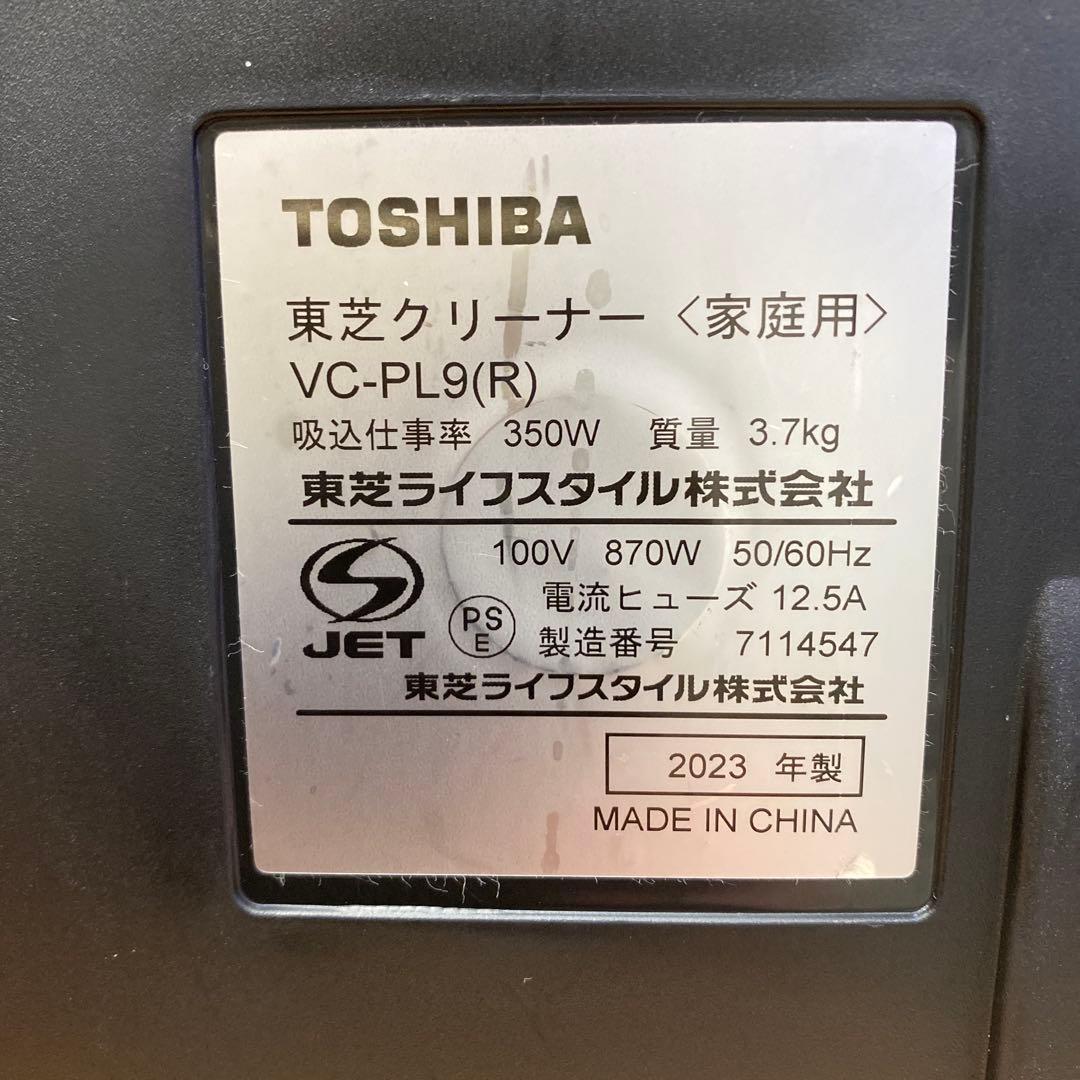 TOSHIBA
東芝クリーナー〈家庭用〉
VC-PL9(R)
吸込仕事率 350W 質量 3.7kg
東芝ライフスタイル株式会社
100V 870W 50/60Hz
電流ヒューズ 12.5A
JET PSE 製造番号 7114547
東芝ライフスタイル株式会社
2023 年製
MADE IN CHINA